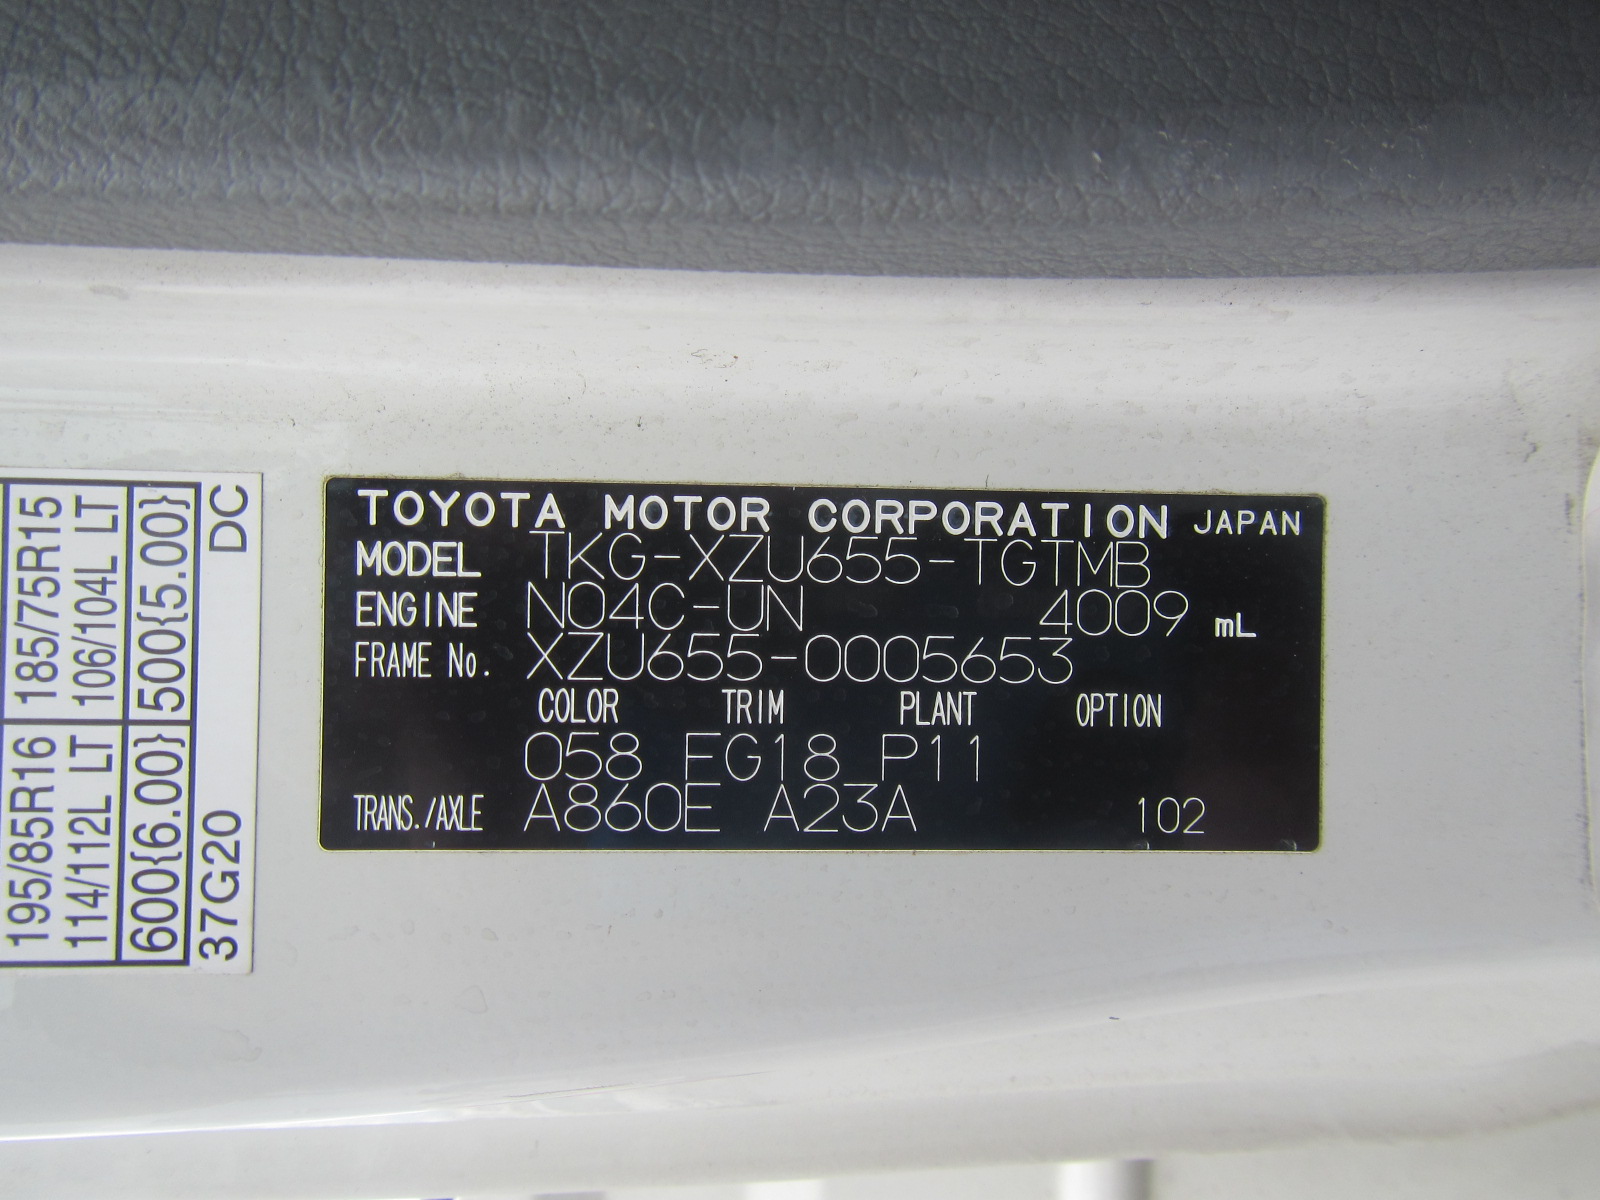 TOYOTA MOTOR CORPORATION JAPAN
MODEL TKG-XZU655-TGTMB
ENGINE N04C-UN 4009 mL
FRAME No. XZU655-0005653
COLOR TRIM PLANT OPTION
058 FG18 P11
TRANS./AXLE A860E A23A 102
195/85R16 185/75R15
114/112L LT 106/104L LT
600{6.00} 500{5.00}
37G20 DC